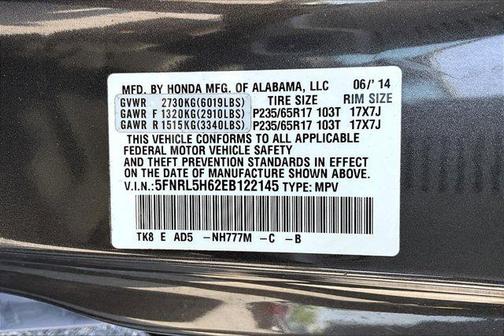 MFD. BY HONDA MFG. OF ALABAMA, LLC 06/'14
GVWR 2730KG(6019LBS) TIRE SIZE RIM SIZE
GAWR F 1320KG(2910LBS) P235/65R17 103T 17X7J
GAWR R 1515KG(3340LBS) P235/65R17 103T 17X7J
THIS VEHICLE CONFORMS TO ALL APPLICABLE
FEDERAL MOTOR VEHICLE SAFETY AND
THEFT PREVENTION STANDARDS IN EFFECT ON
THE DATE OF MANUFACTURE SHOWN ABOVE.
V.I.N.: 5FNRL5H62EB122145 TYPE: MPV
TK8 E AD5 -NH777M -C -B